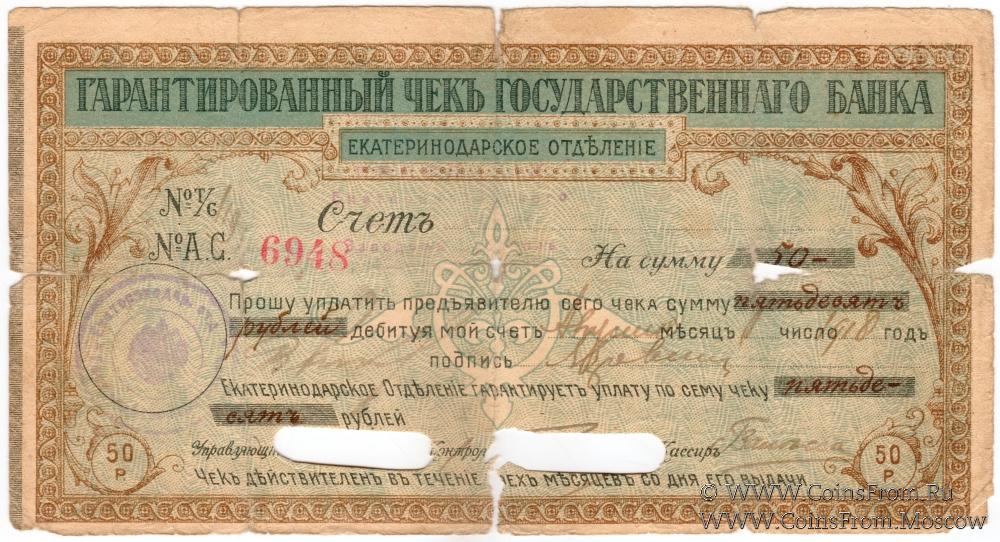 ГАРАНТИРОВАННЫЙ ЧЕКЪ ГОСУДАРСТВЕННАГО БАНКА
ЕКАТЕРИНОДАРСКОЕ ОТДѢЛЕНІЕ
№ Т/С
Счетъ
№ А.С. 6948
На сумму 50-
Прошу уплатить предъявителю сего чека сумму пятьдесятъ
рублей дебитуя мой счетъ мѣсяцъ число 1918 годъ
подпись
Екатеринодарское Отдѣленіе гарантируетъ уплату по сему чеку пятьде-
сятъ рублей
Управляющ Контро Кассиръ
Чекъ дѣйствителенъ въ теченіе ехъ мѣсяцевъ со дня его выдачи
50 Р
50 Р
© WWW.CoinsFrom.Ru
WWW.CoinsFrom.Moscow